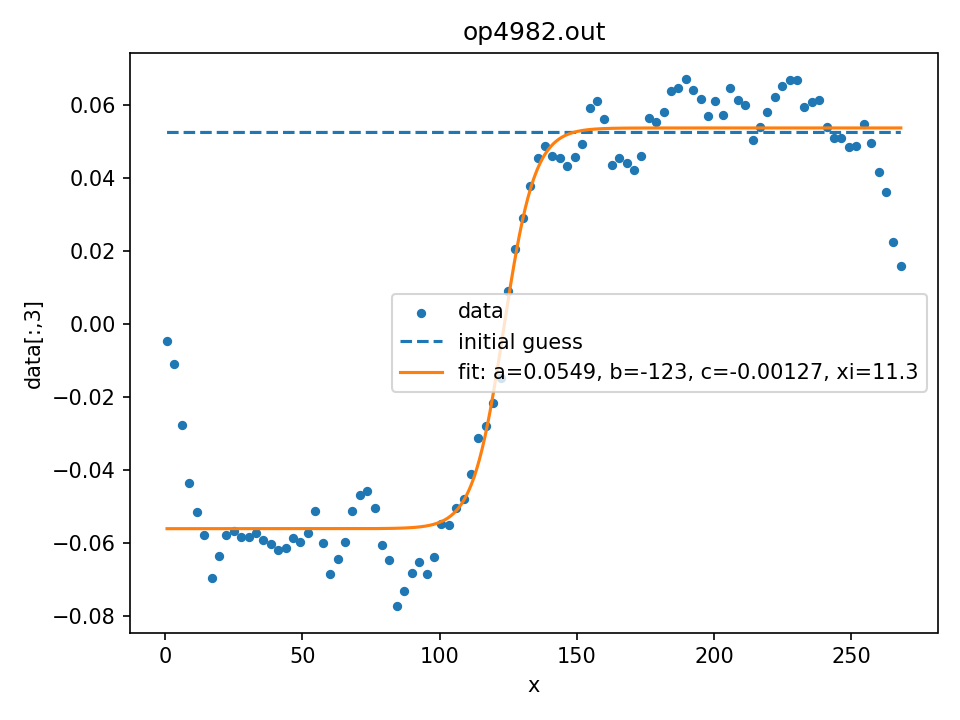 op4982.out
0.06
0.04
0.02
0.00
−0.02
−0.04
−0.06
−0.08
data[:,3]
data
initial guess
fit: a=0.0549, b=-123, c=-0.00127, xi=11.3
0 50 100 150 200 250
x